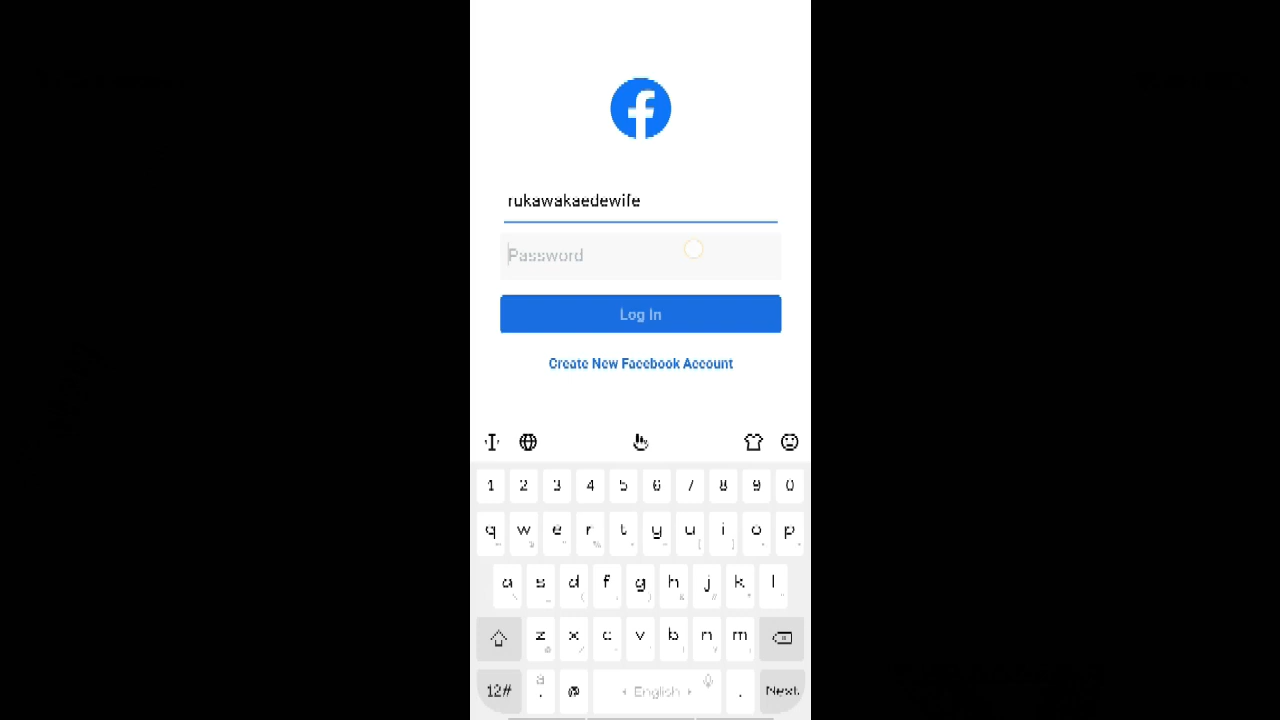 rukawakaedewife
Password
Log In
Create New Facebook Account
1 2 3 4 5 6 7 8 9 0
q w e r t y u i o p
a s d f g h j k l
z x c v b n m
12# . @ English . Next